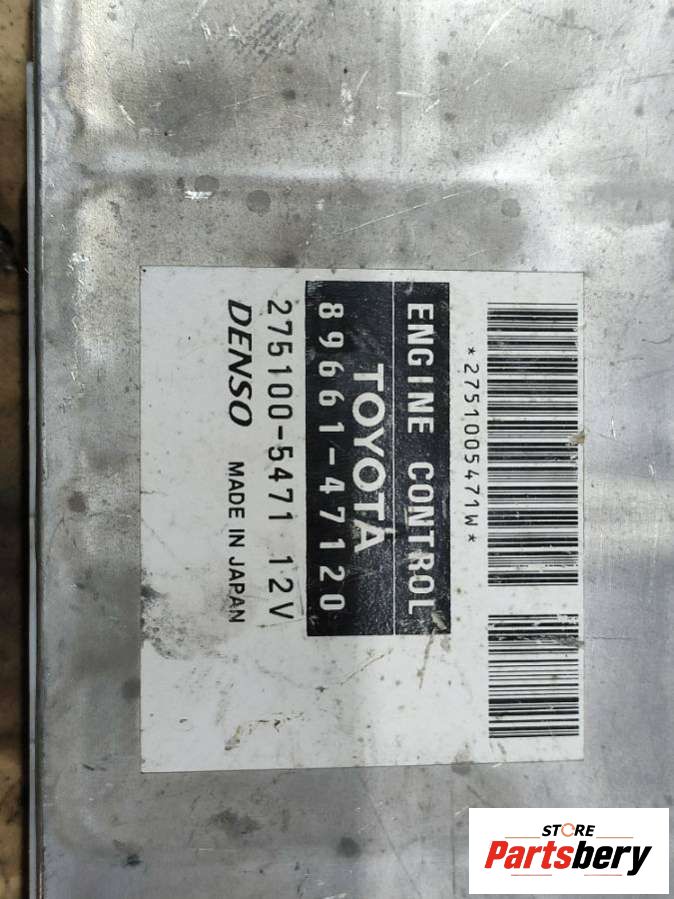 *2751005471W*
ENGINE CONTROL
TOYOTA
89661-47120
275100-5471 12V
DENSO MADE IN JAPAN
STORE
Partsbery